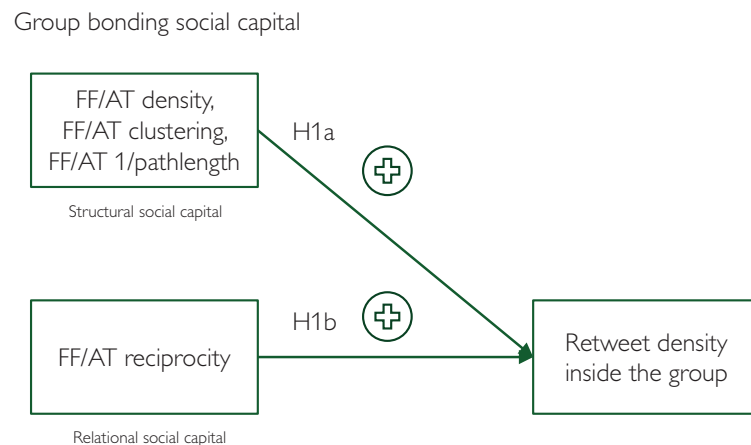 Group bonding social capital
FF/AT density,
FF/AT clustering,
FF/AT 1/pathlength
Structural social capital
H1a
H1b
FF/AT reciprocity
Relational social capital
Retweet density
inside the group